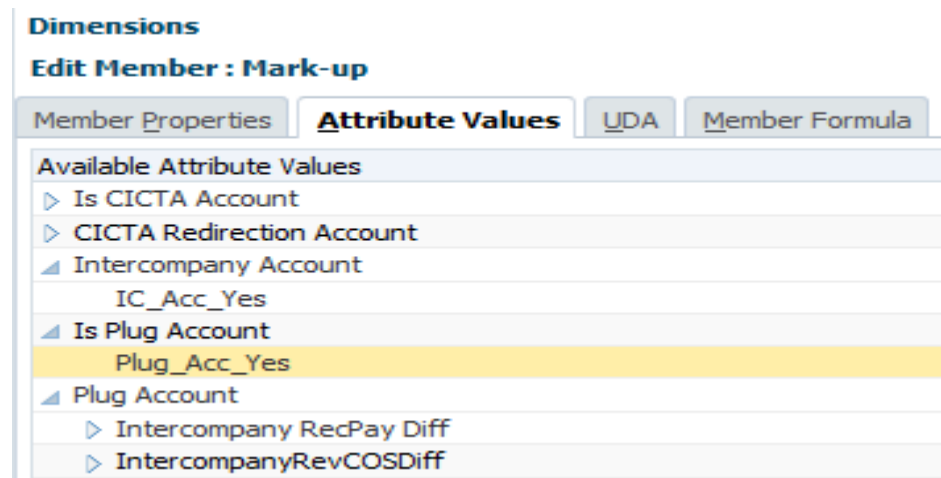 Dimensions
Edit Member : Mark-up
Member Properties Attribute Values UDA Member Formula
Available Attribute Values
Is CICTA Account
CICTA Redirection Account
Intercompany Account
IC_Acc_Yes
Is Plug Account
Plug_Acc_Yes
Plug Account
Intercompany RecPay Diff
IntercompanyRevCOSDiff